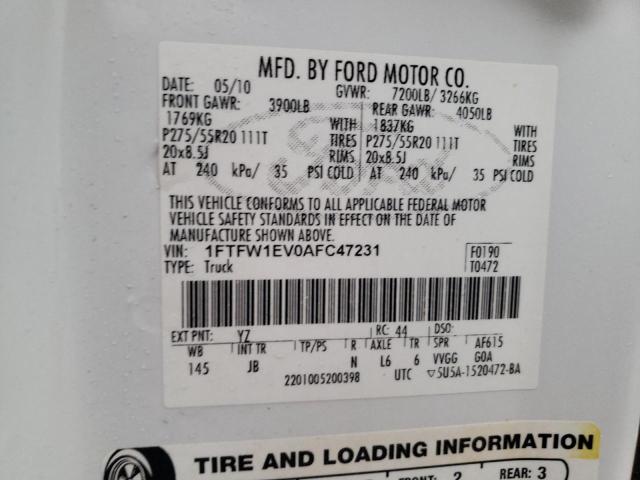 MFD. BY FORD MOTOR CO.
DATE: 05/10 GVWR: 7200LB/ 3266KG
FRONT GAWR: 3900LB REAR GAWR: 4050LB
1769KG WITH 1837KG WITH
P275/55R20 111T TIRES P275/55R20 111T TIRES
20x8.5J RIMS 20x8.5J RIMS
AT 240 kPa/ 35 PSI COLD AT 240 kPa/ 35 PSI COLD
Ford
THIS VEHICLE CONFORMS TO ALL APPLICABLE FEDERAL MOTOR
VEHICLE SAFETY STANDARDS IN EFFECT ON THE DATE OF
MANUFACTURE SHOWN ABOVE.
VIN: 1FTFW1EV0AFC47231 F0190
TYPE: Truck T0472
EXT PNT: YZ RC: 44 DSO:
WB INT TR TP/PS R AXLE TR SPR AF615
145 JB N L6 6 VVGG GOA
2201005200398 UTC ▽5U5A-1520472-BA
TIRE AND LOADING INFORMATION
FRONT: 2 REAR: 3